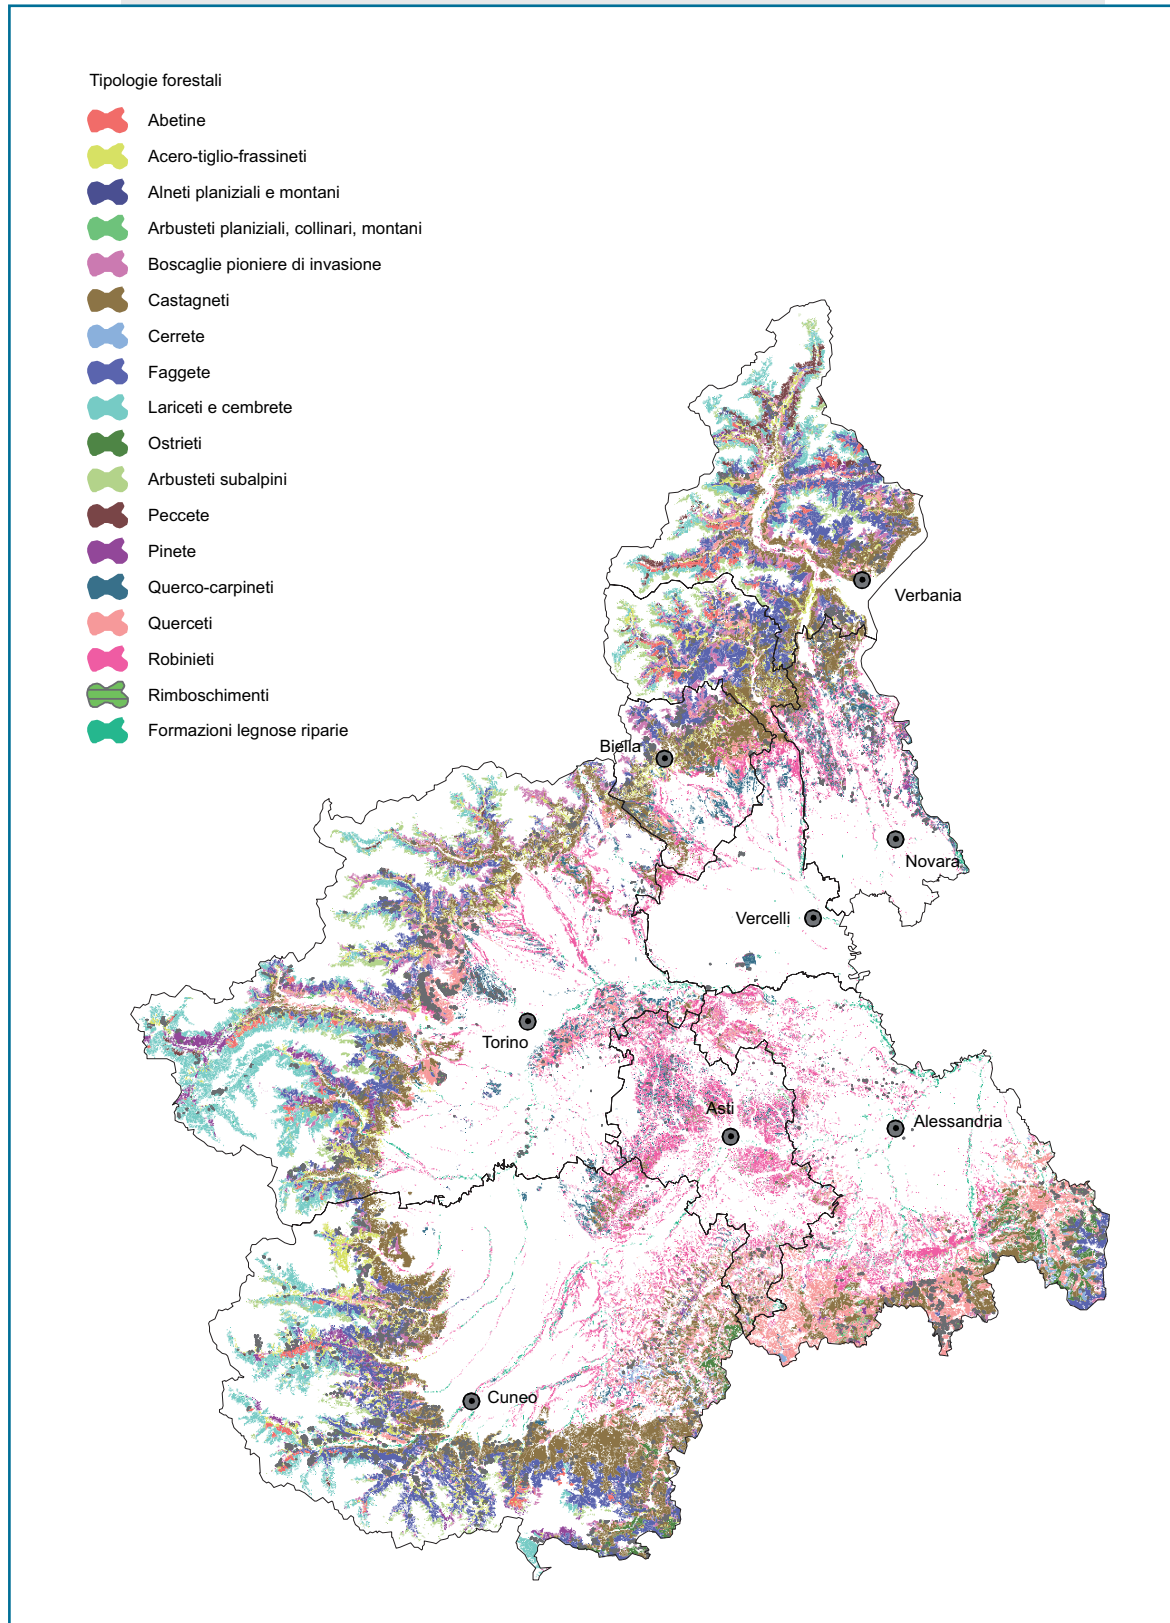 Tipologie forestali
Abetine
Acero-tiglio-frassineti
Alneti planiziali e montani
Arbusteti planiziali, collinari, montani
Boscaglie pioniere di invasione
Castagneti
Cerrete
Faggete
Lariceti e cembrete
Ostrieti
Arbusteti subalpini
Peccete
Pinete
Querco-carpineti
Querceti
Robinieti
Rimboschimenti
Formazioni legnose riparie
Verbania
Biella
Novara
Vercelli
Torino
Asti
Alessandria
Cuneo